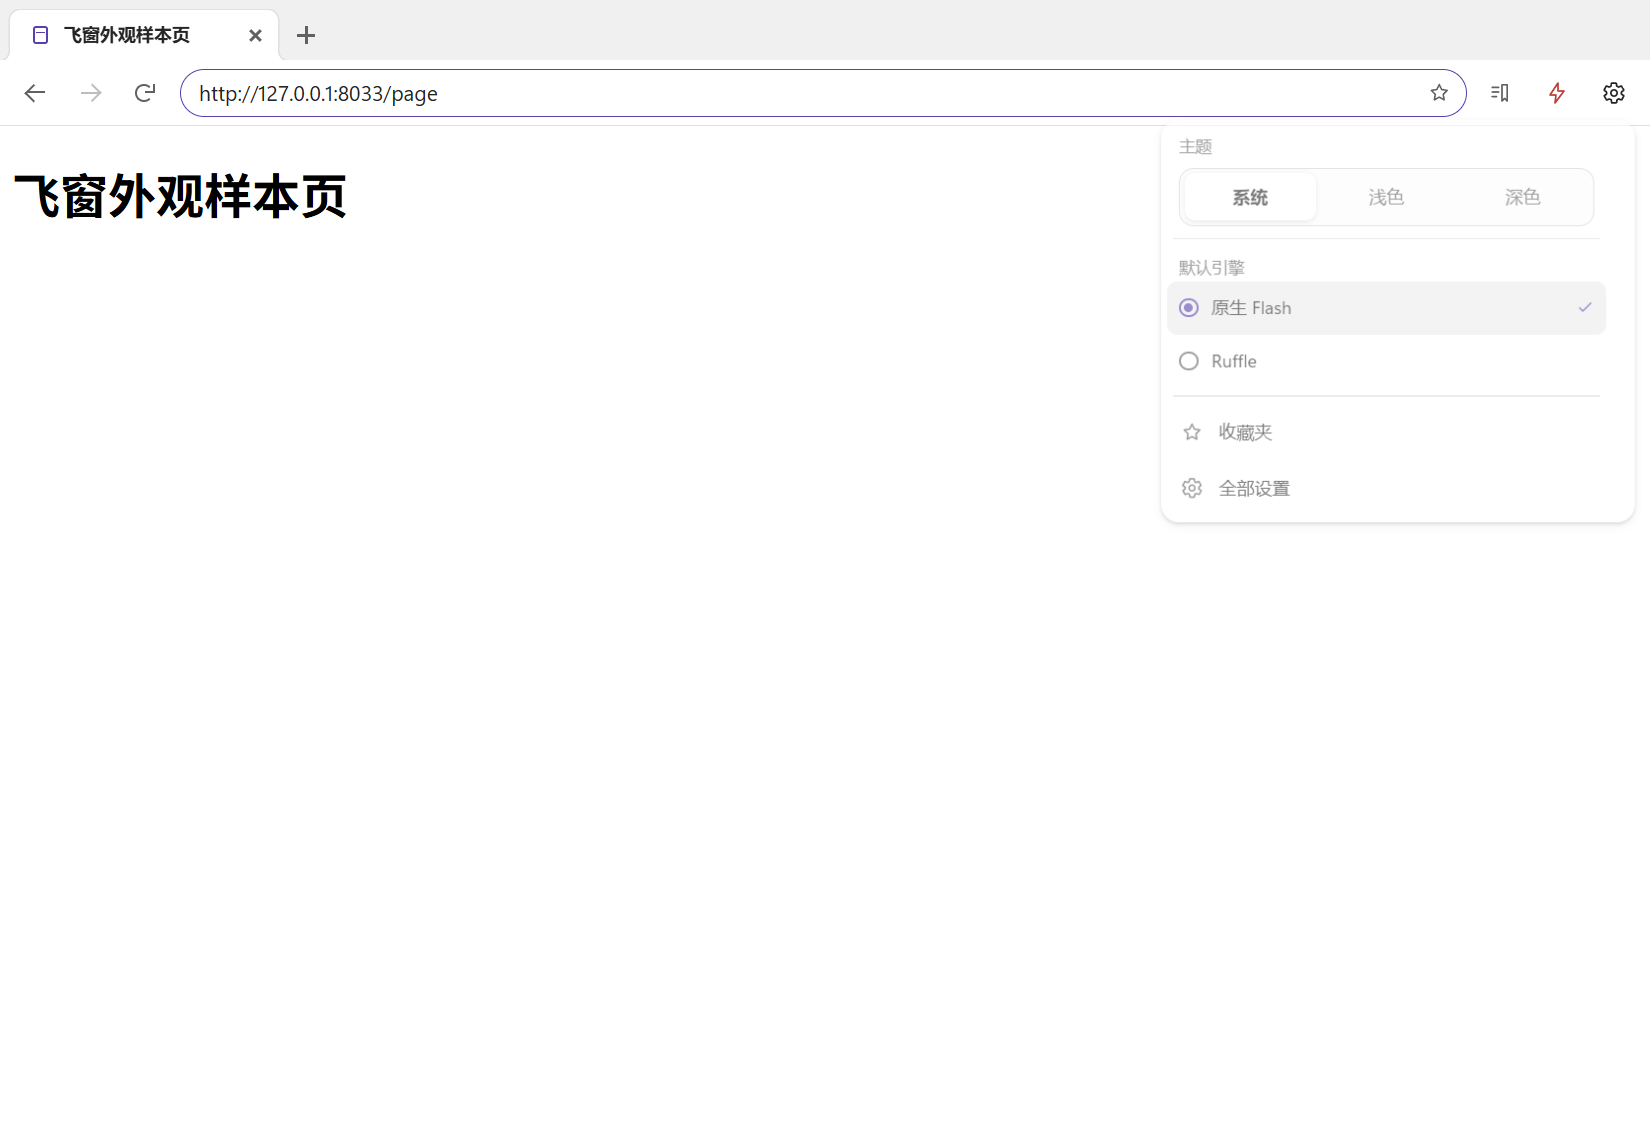 飞窗外观样本页
http://127.0.0.1:8033/page
飞窗外观样本页
主题
系统 浅色 深色
默认引擎
原生 Flash
Ruffle
收藏夹
全部设置